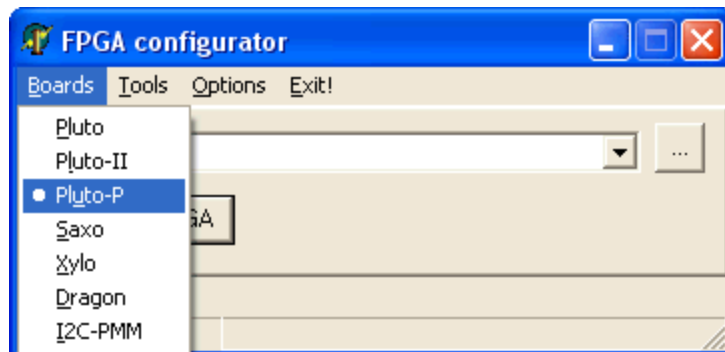 FPGA configurator
Boards Tools Options Exit!
Pluto
...
Pluto-II
Pluto-P
GA
Saxo
Xylo
Dragon
I2C-PMM